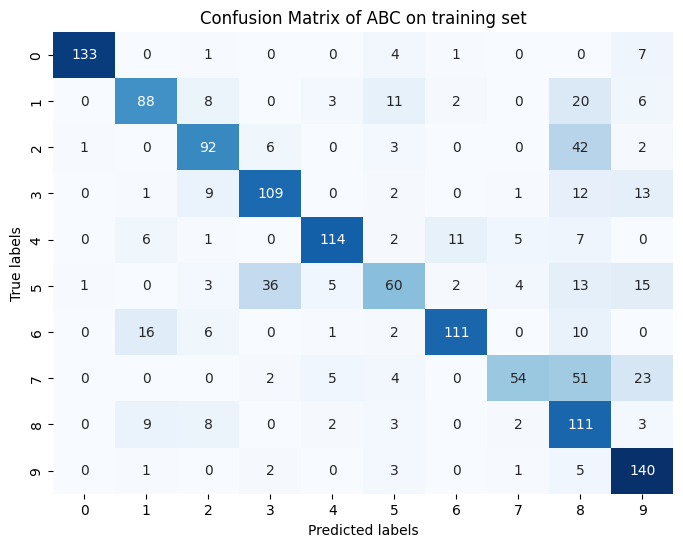 Confusion Matrix of ABC on training set
True labels
0 133 0 1 0 0 4 1 0 0 7
1 0 88 8 0 3 11 2 0 20 6
2 1 0 92 6 0 3 0 0 42 2
3 0 1 9 109 0 2 0 1 12 13
4 0 6 1 0 114 2 11 5 7 0
5 1 0 3 36 5 60 2 4 13 15
6 0 16 6 0 1 2 111 0 10 0
7 0 0 0 2 5 4 0 54 51 23
8 0 9 8 0 2 3 0 2 111 3
9 0 1 0 2 0 3 0 1 5 140
0 1 2 3 4 5 6 7 8 9
Predicted labels